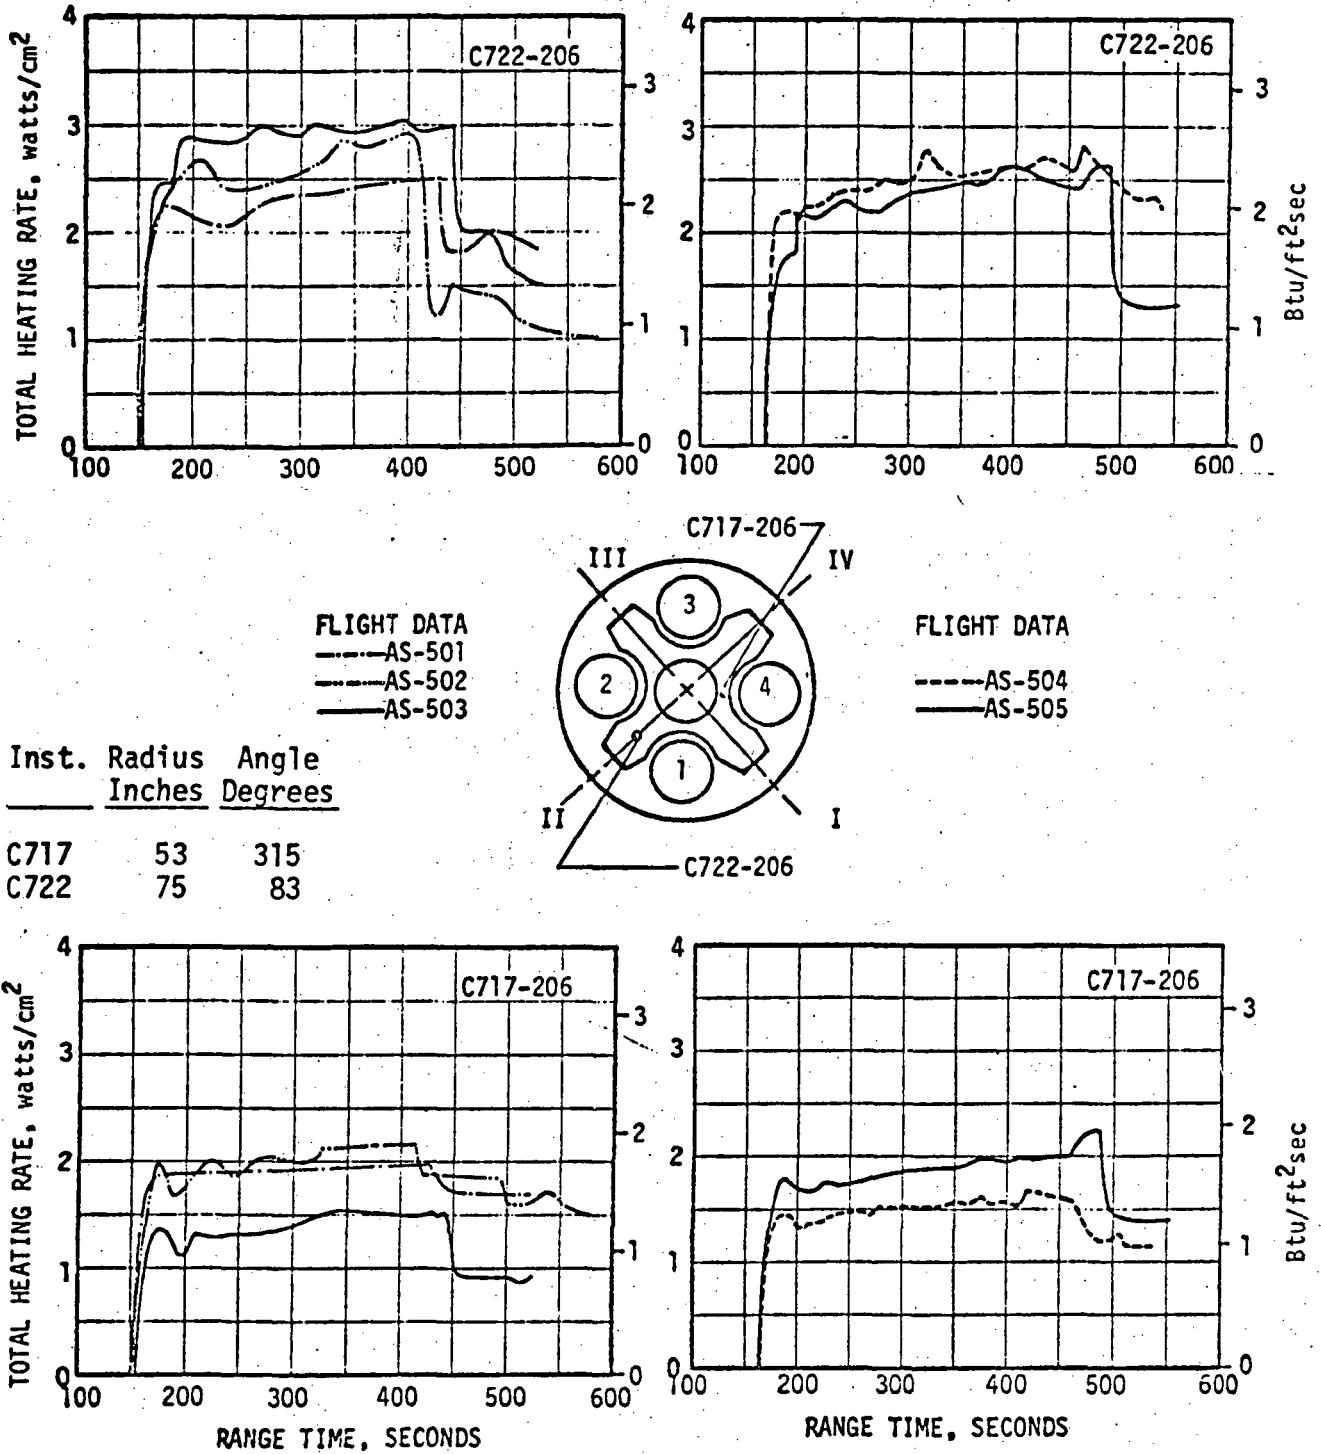 TOTAL HEATING RATE, watts/cm²
4
3
2
1
0
C722-206
3
2
1
0
100 200 300 400 500 600
4
3
2
1
0
C722-206
3
2
1
0
Btu/ft²sec
100 200 300 400 500 600
C717-206
III
IV
3
2
4
1
II
I
C722-206
FLIGHT DATA
AS-501
AS-502
AS-503
FLIGHT DATA
AS-504
AS-505
Inst. Radius Angle
Inches Degrees
C717 53 315
C722 75 83
TOTAL HEATING RATE, watts/cm²
4
3
2
1
0
C717-206
3
2
1
0
100 200 300 400 500 600
RANGE TIME, SECONDS
4
3
2
1
0
C717-206
3
2
1
0
Btu/ft²sec
100 200 300 400 500 600
RANGE TIME, SECONDS